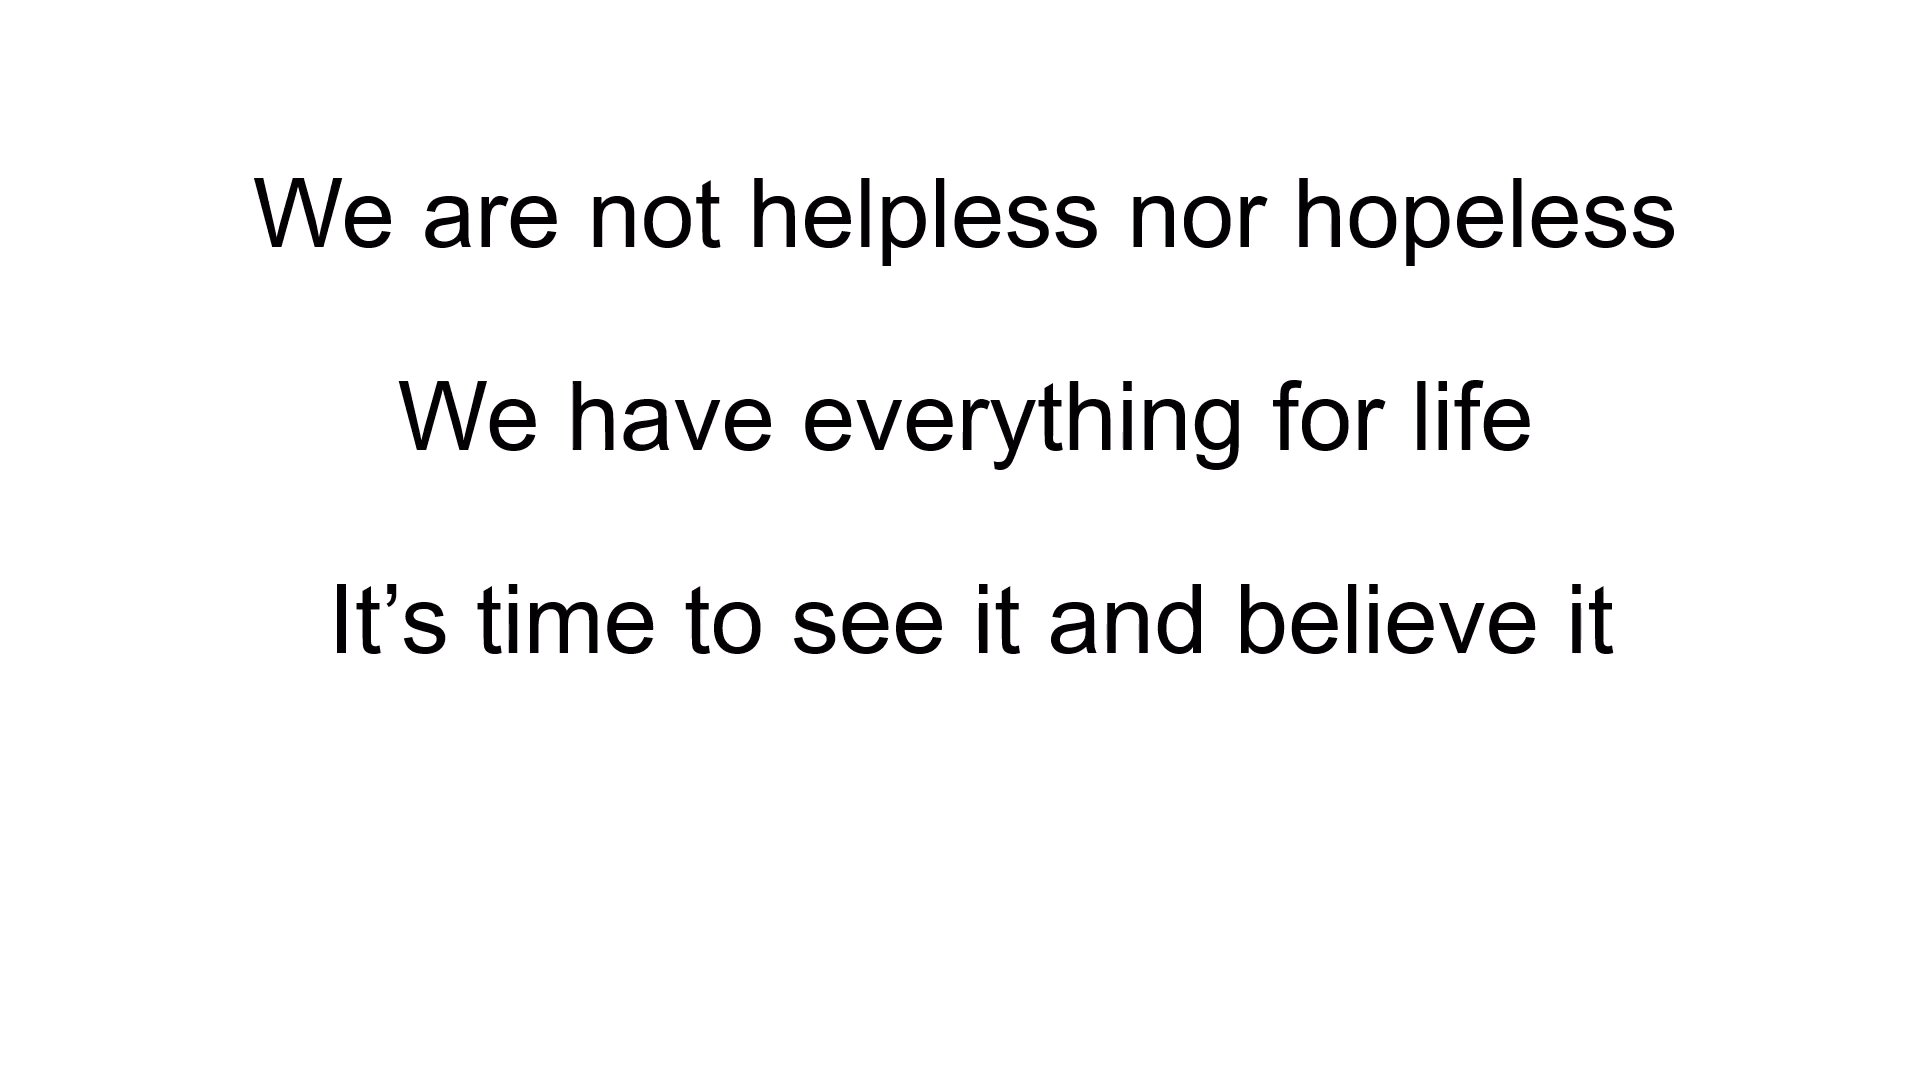 We are not helpless nor hopeless
We have everything for life
It’s time to see it and believe it